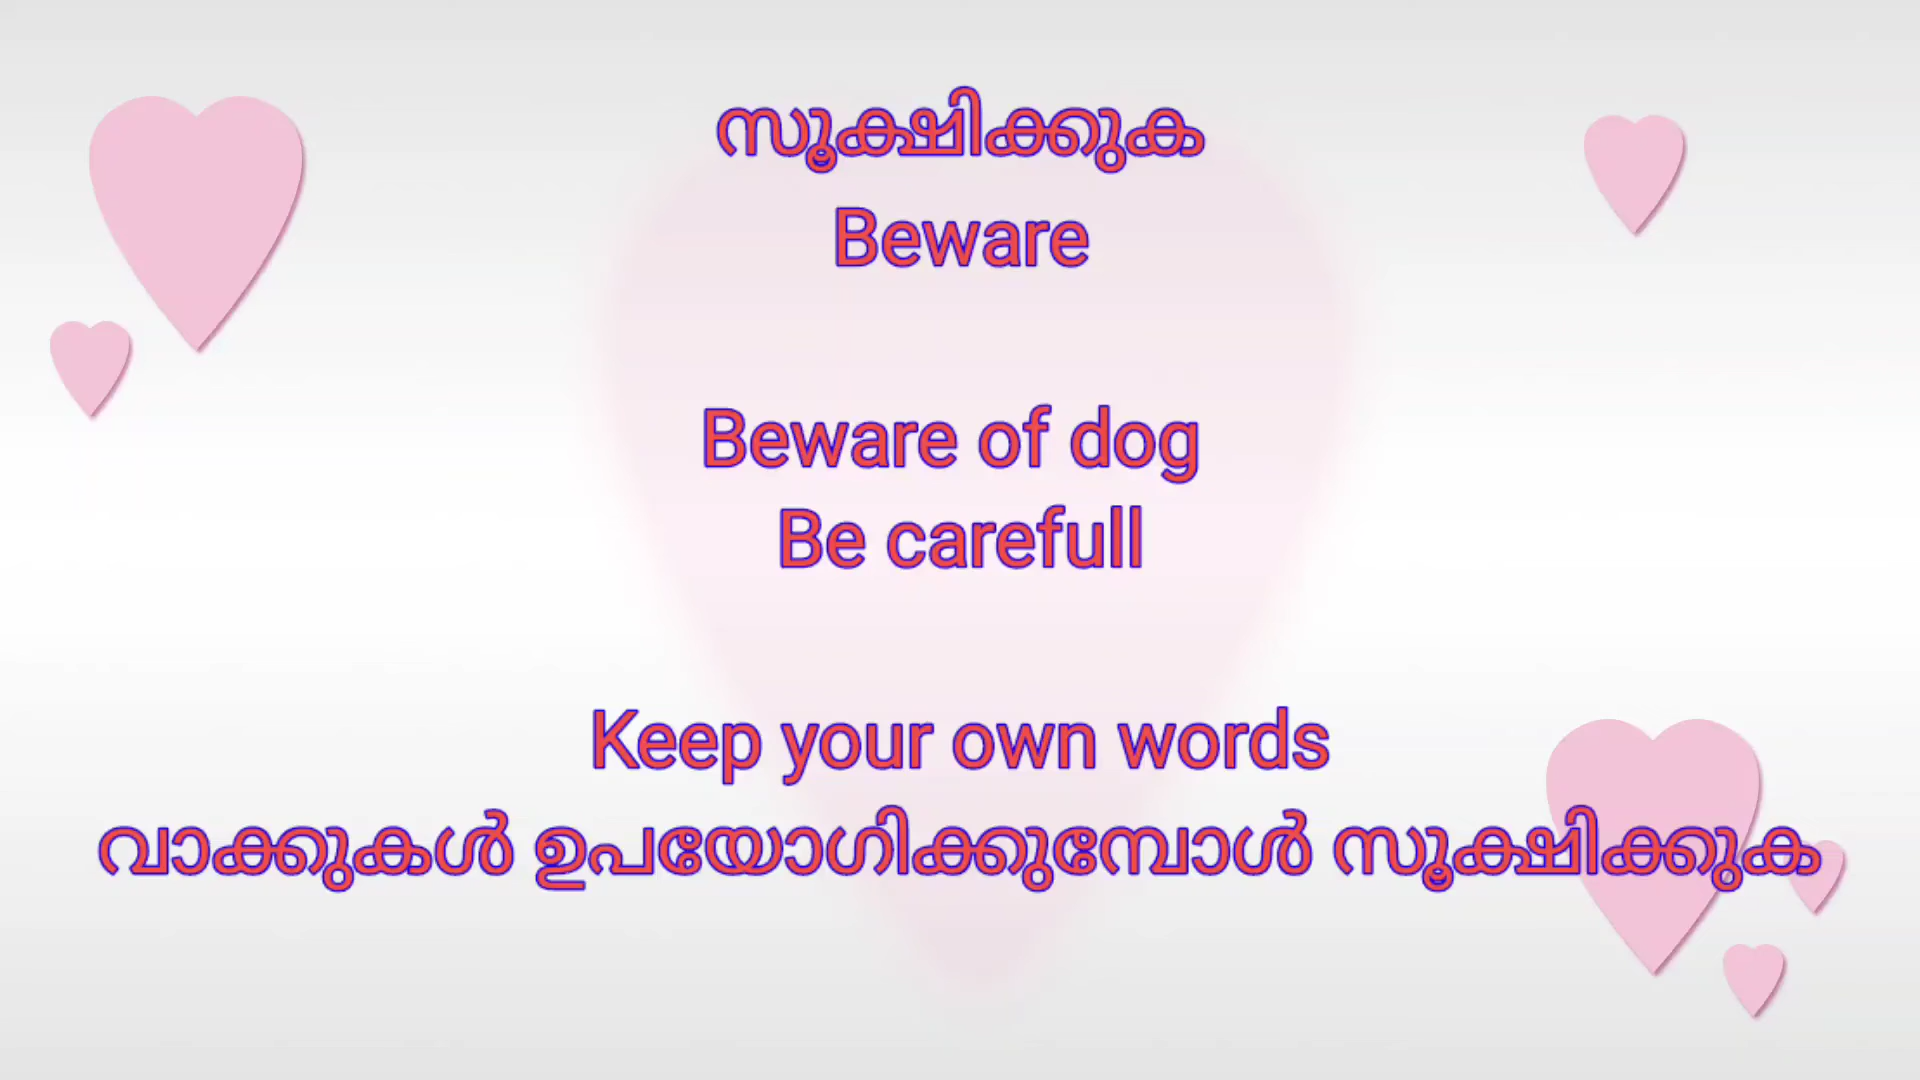 സൂക്ഷിക്കുക
Beware
Beware of dog
Be carefull
Keep your own words
വാക്കുകൾ ഉപയോഗിക്കുമ്പോൾ സൂക്ഷിക്കുക